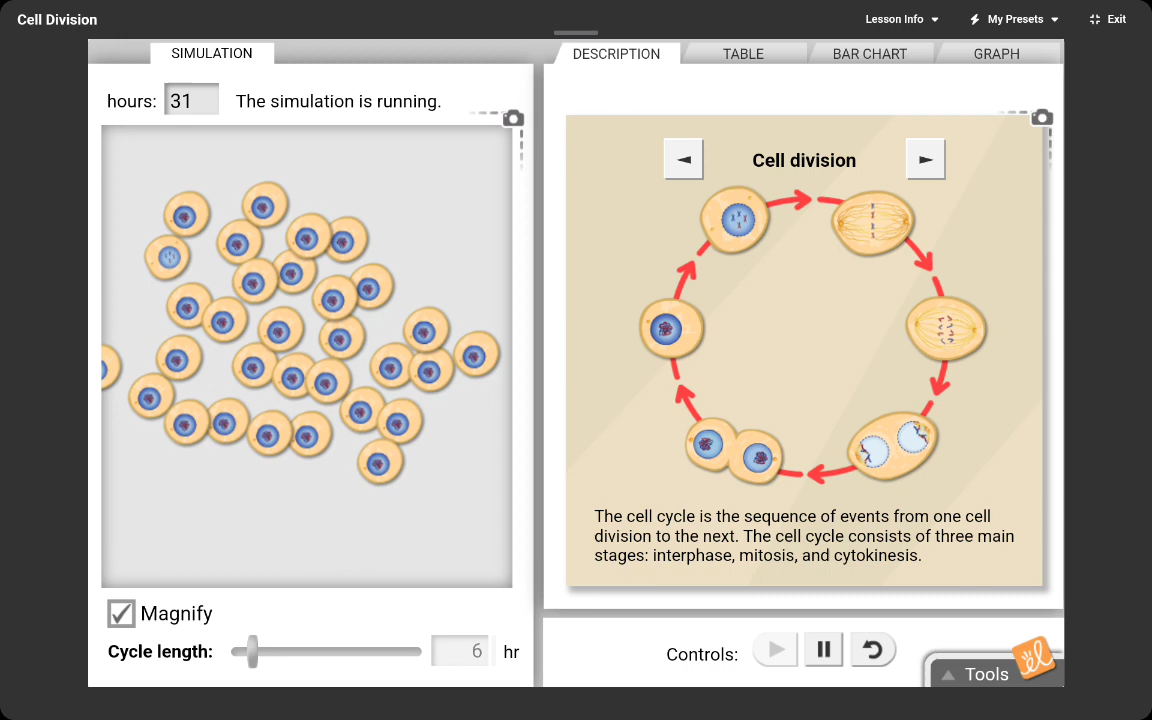 Cell Division
Lesson Info
My Presets
Exit
SIMULATION
DESCRIPTION
TABLE
BAR CHART
GRAPH
hours: 31 The simulation is running.
Cell division
The cell cycle is the sequence of events from one cell
division to the next. The cell cycle consists of three main
stages: interphase, mitosis, and cytokinesis.
Magnify
Cycle length: 6 hr
Controls:
Tools
el